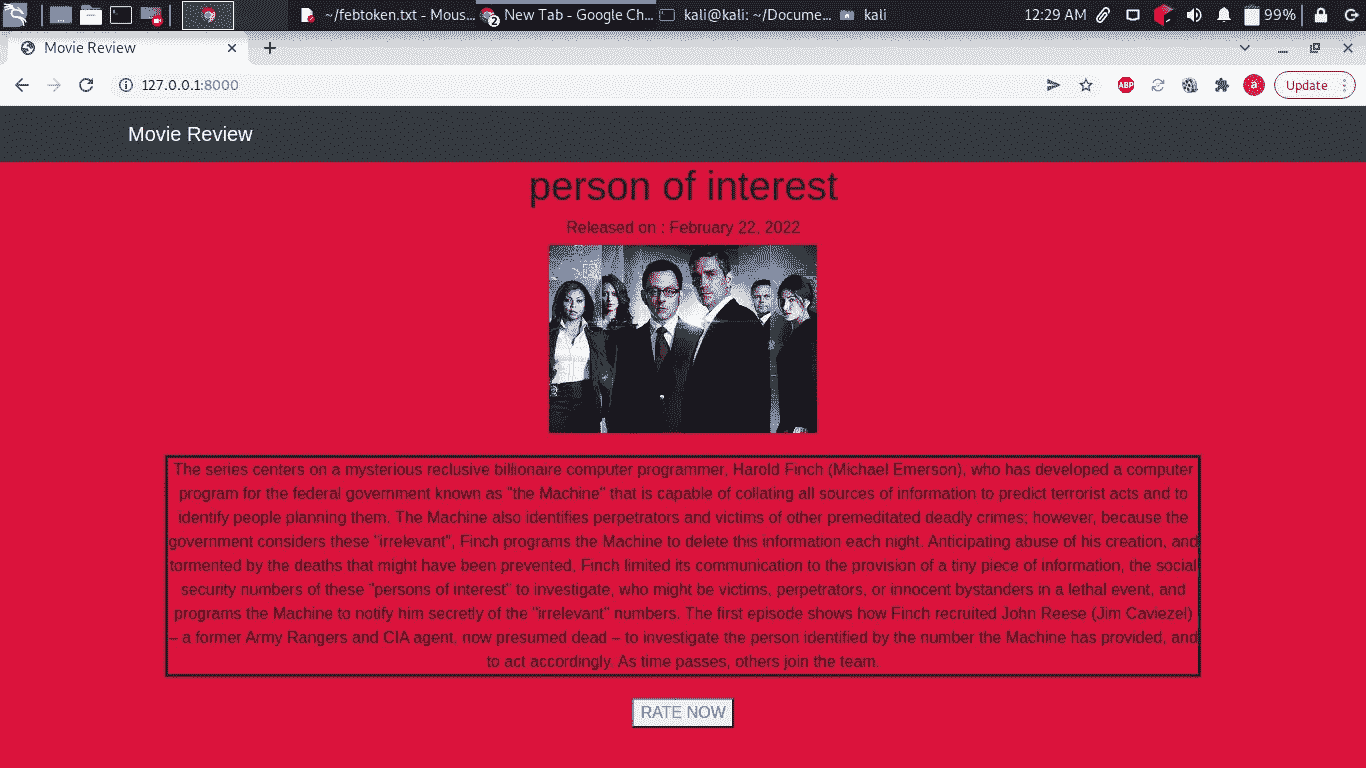 ~/febtoken.txt - Mous...
2
New Tab - Google Ch...
kali@kali: ~/Docume...
kali
12:29 AM
99%
Movie Review
127.0.0.1:8000
ABP
a
Update
Movie Review
person of interest
Released on : February 22, 2022
The series centers on a mysterious reclusive billionaire computer programmer, Harold Finch (Michael Emerson), who has developed a computer
program for the federal government known as "the Machine" that is capable of collating all sources of information to predict terrorist acts and to
identify people planning them. The Machine also identifies perpetrators and victims of other premeditated deadly crimes; however, because the
government considers these "irrelevant", Finch programs the Machine to delete this information each night. Anticipating abuse of his creation, and
tormented by the deaths that might have been prevented, Finch limited its communication to the provision of a tiny piece of information, the social
security numbers of these "persons of interest" to investigate, who might be victims, perpetrators, or innocent bystanders in a lethal event, and
programs the Machine to notify him secretly of the "irrelevant" numbers. The first episode shows how Finch recruited John Reese (Jim Caviezel)
– a former Army Rangers and CIA agent, now presumed dead – to investigate the person identified by the number the Machine has provided, and
to act accordingly. As time passes, others join the team.
RATE NOW